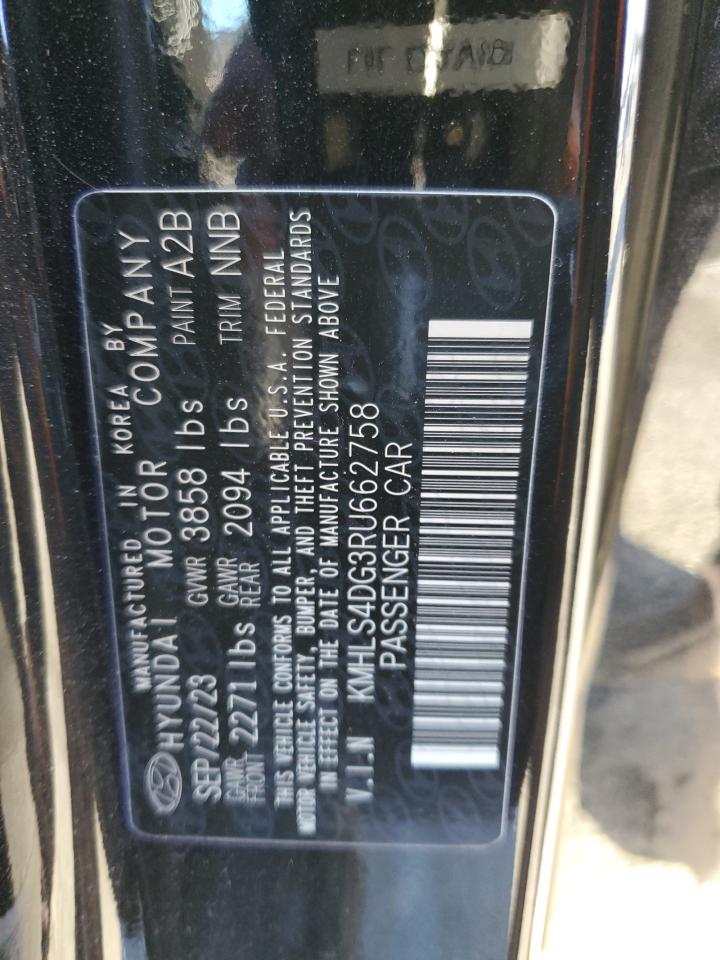 MANUFACTURED IN KOREA BY
HYUNDAI MOTOR COMPANY
SEP/22/23 GVWR 3858 lbs PAINT A2B
GAWR FRONT 2271 lbs GAWR REAR 2094 lbs TRIM NNB
THIS VEHICLE CONFORMS TO ALL APPLICABLE U.S.A. FEDERAL
MOTOR VEHICLE SAFETY, BUMPER, AND THEFT PREVENTION STANDARDS
IN EFFECT ON THE DATE OF MANUFACTURE SHOWN ABOVE
V.I.N KMHLS4DG3RU662758
PASSENGER CAR